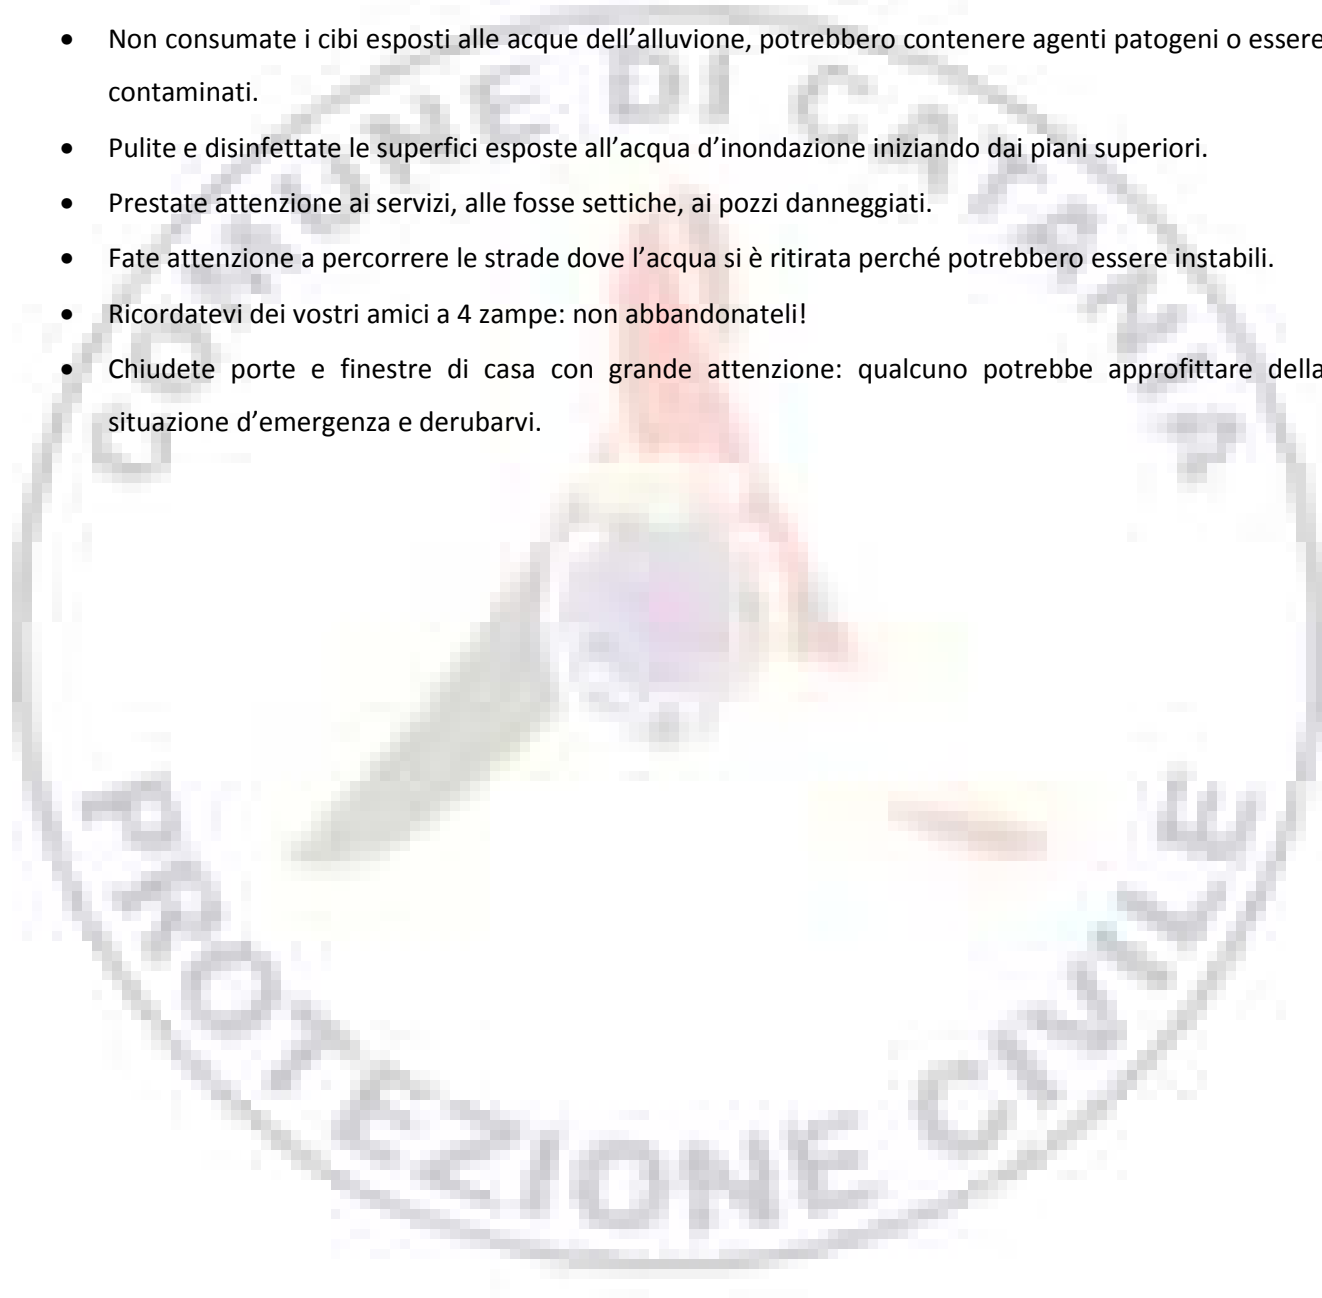 • Non consumate i cibi esposti alle acque dell’alluvione, potrebbero contenere agenti patogeni o essere
contaminati.
• Pulite e disinfettate le superfici esposte all’acqua d’inondazione iniziando dai piani superiori.
• Prestate attenzione ai servizi, alle fosse settiche, ai pozzi danneggiati.
• Fate attenzione a percorrere le strade dove l’acqua si è ritirata perché potrebbero essere instabili.
• Ricordatevi dei vostri amici a 4 zampe: non abbandonateli!
• Chiudete porte e finestre di casa con grande attenzione: qualcuno potrebbe approfittare della
situazione d’emergenza e derubarvi.
COMUNE DI CATANIA
PROTEZIONE CIVILE